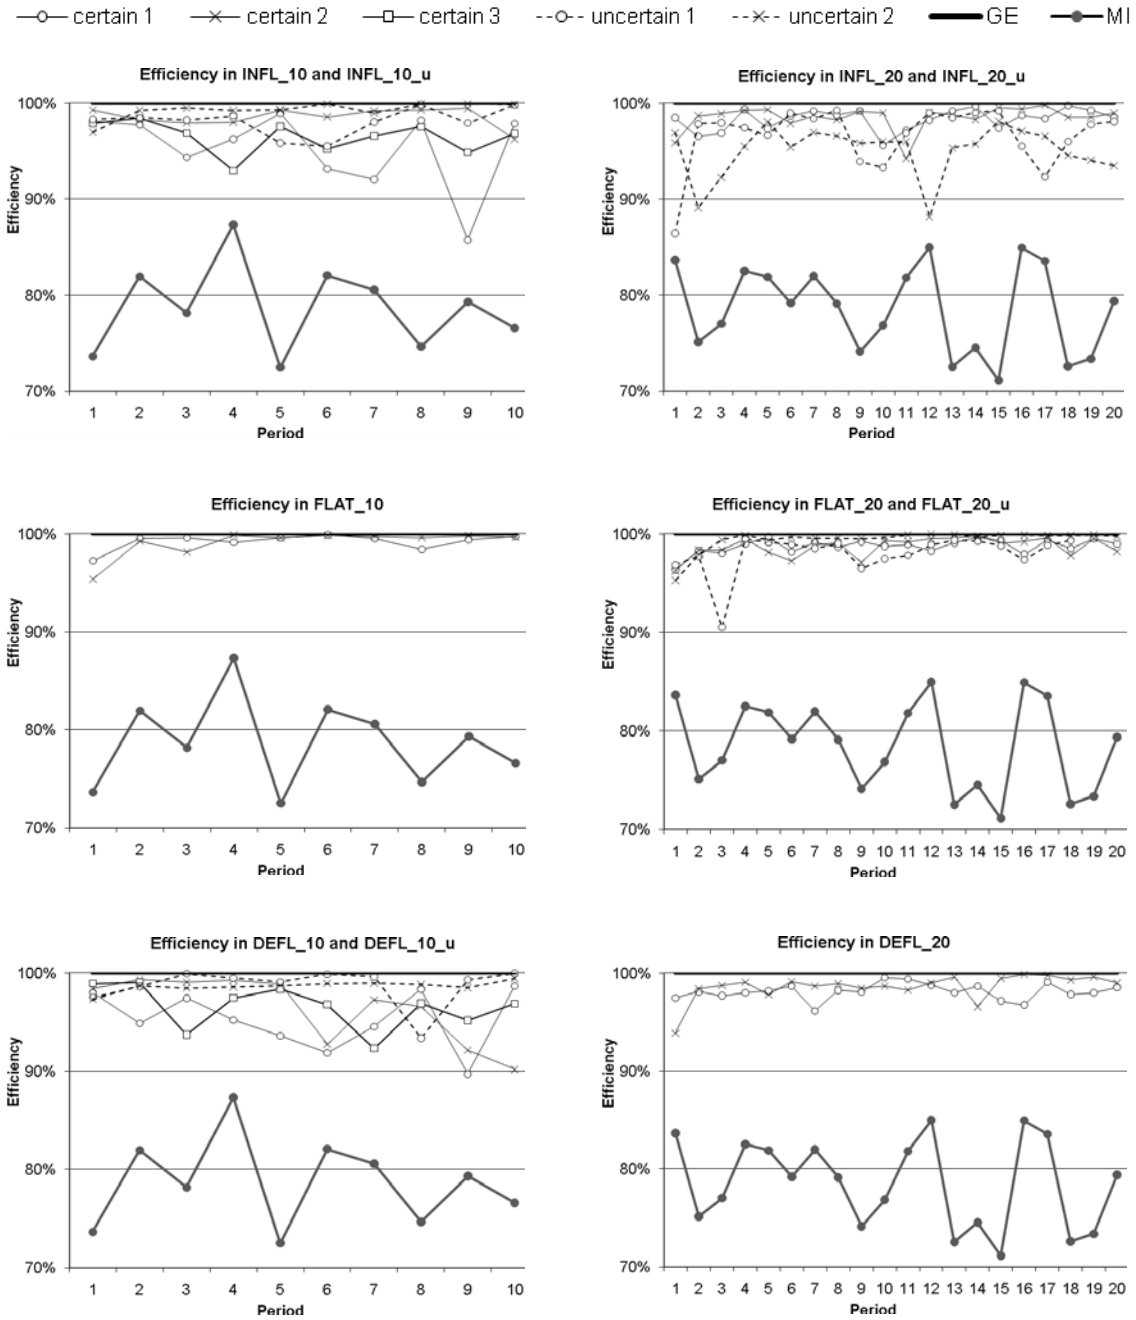 certain 1 certain 2 certain 3 uncertain 1 uncertain 2 GE MI
Efficiency in INFL_10 and INFL_10_u
100%
90%
80%
70%
Efficiency
1 2 3 4 5 6 7 8 9 10
Period
Efficiency in INFL_20 and INFL_20_u
100%
90%
80%
70%
Efficiency
1 2 3 4 5 6 7 8 9 10 11 12 13 14 15 16 17 18 19 20
Period
Efficiency in FLAT_10
100%
90%
80%
70%
Efficiency
1 2 3 4 5 6 7 8 9 10
Period
Efficiency in FLAT_20 and FLAT_20_u
100%
90%
80%
70%
Efficiency
1 2 3 4 5 6 7 8 9 10 11 12 13 14 15 16 17 18 19 20
Period
Efficiency in DEFL_10 and DEFL_10_u
100%
90%
80%
70%
Efficiency
1 2 3 4 5 6 7 8 9 10
Period
Efficiency in DEFL_20
100%
90%
80%
70%
Efficiency
1 2 3 4 5 6 7 8 9 10 11 12 13 14 15 16 17 18 19 20
Period